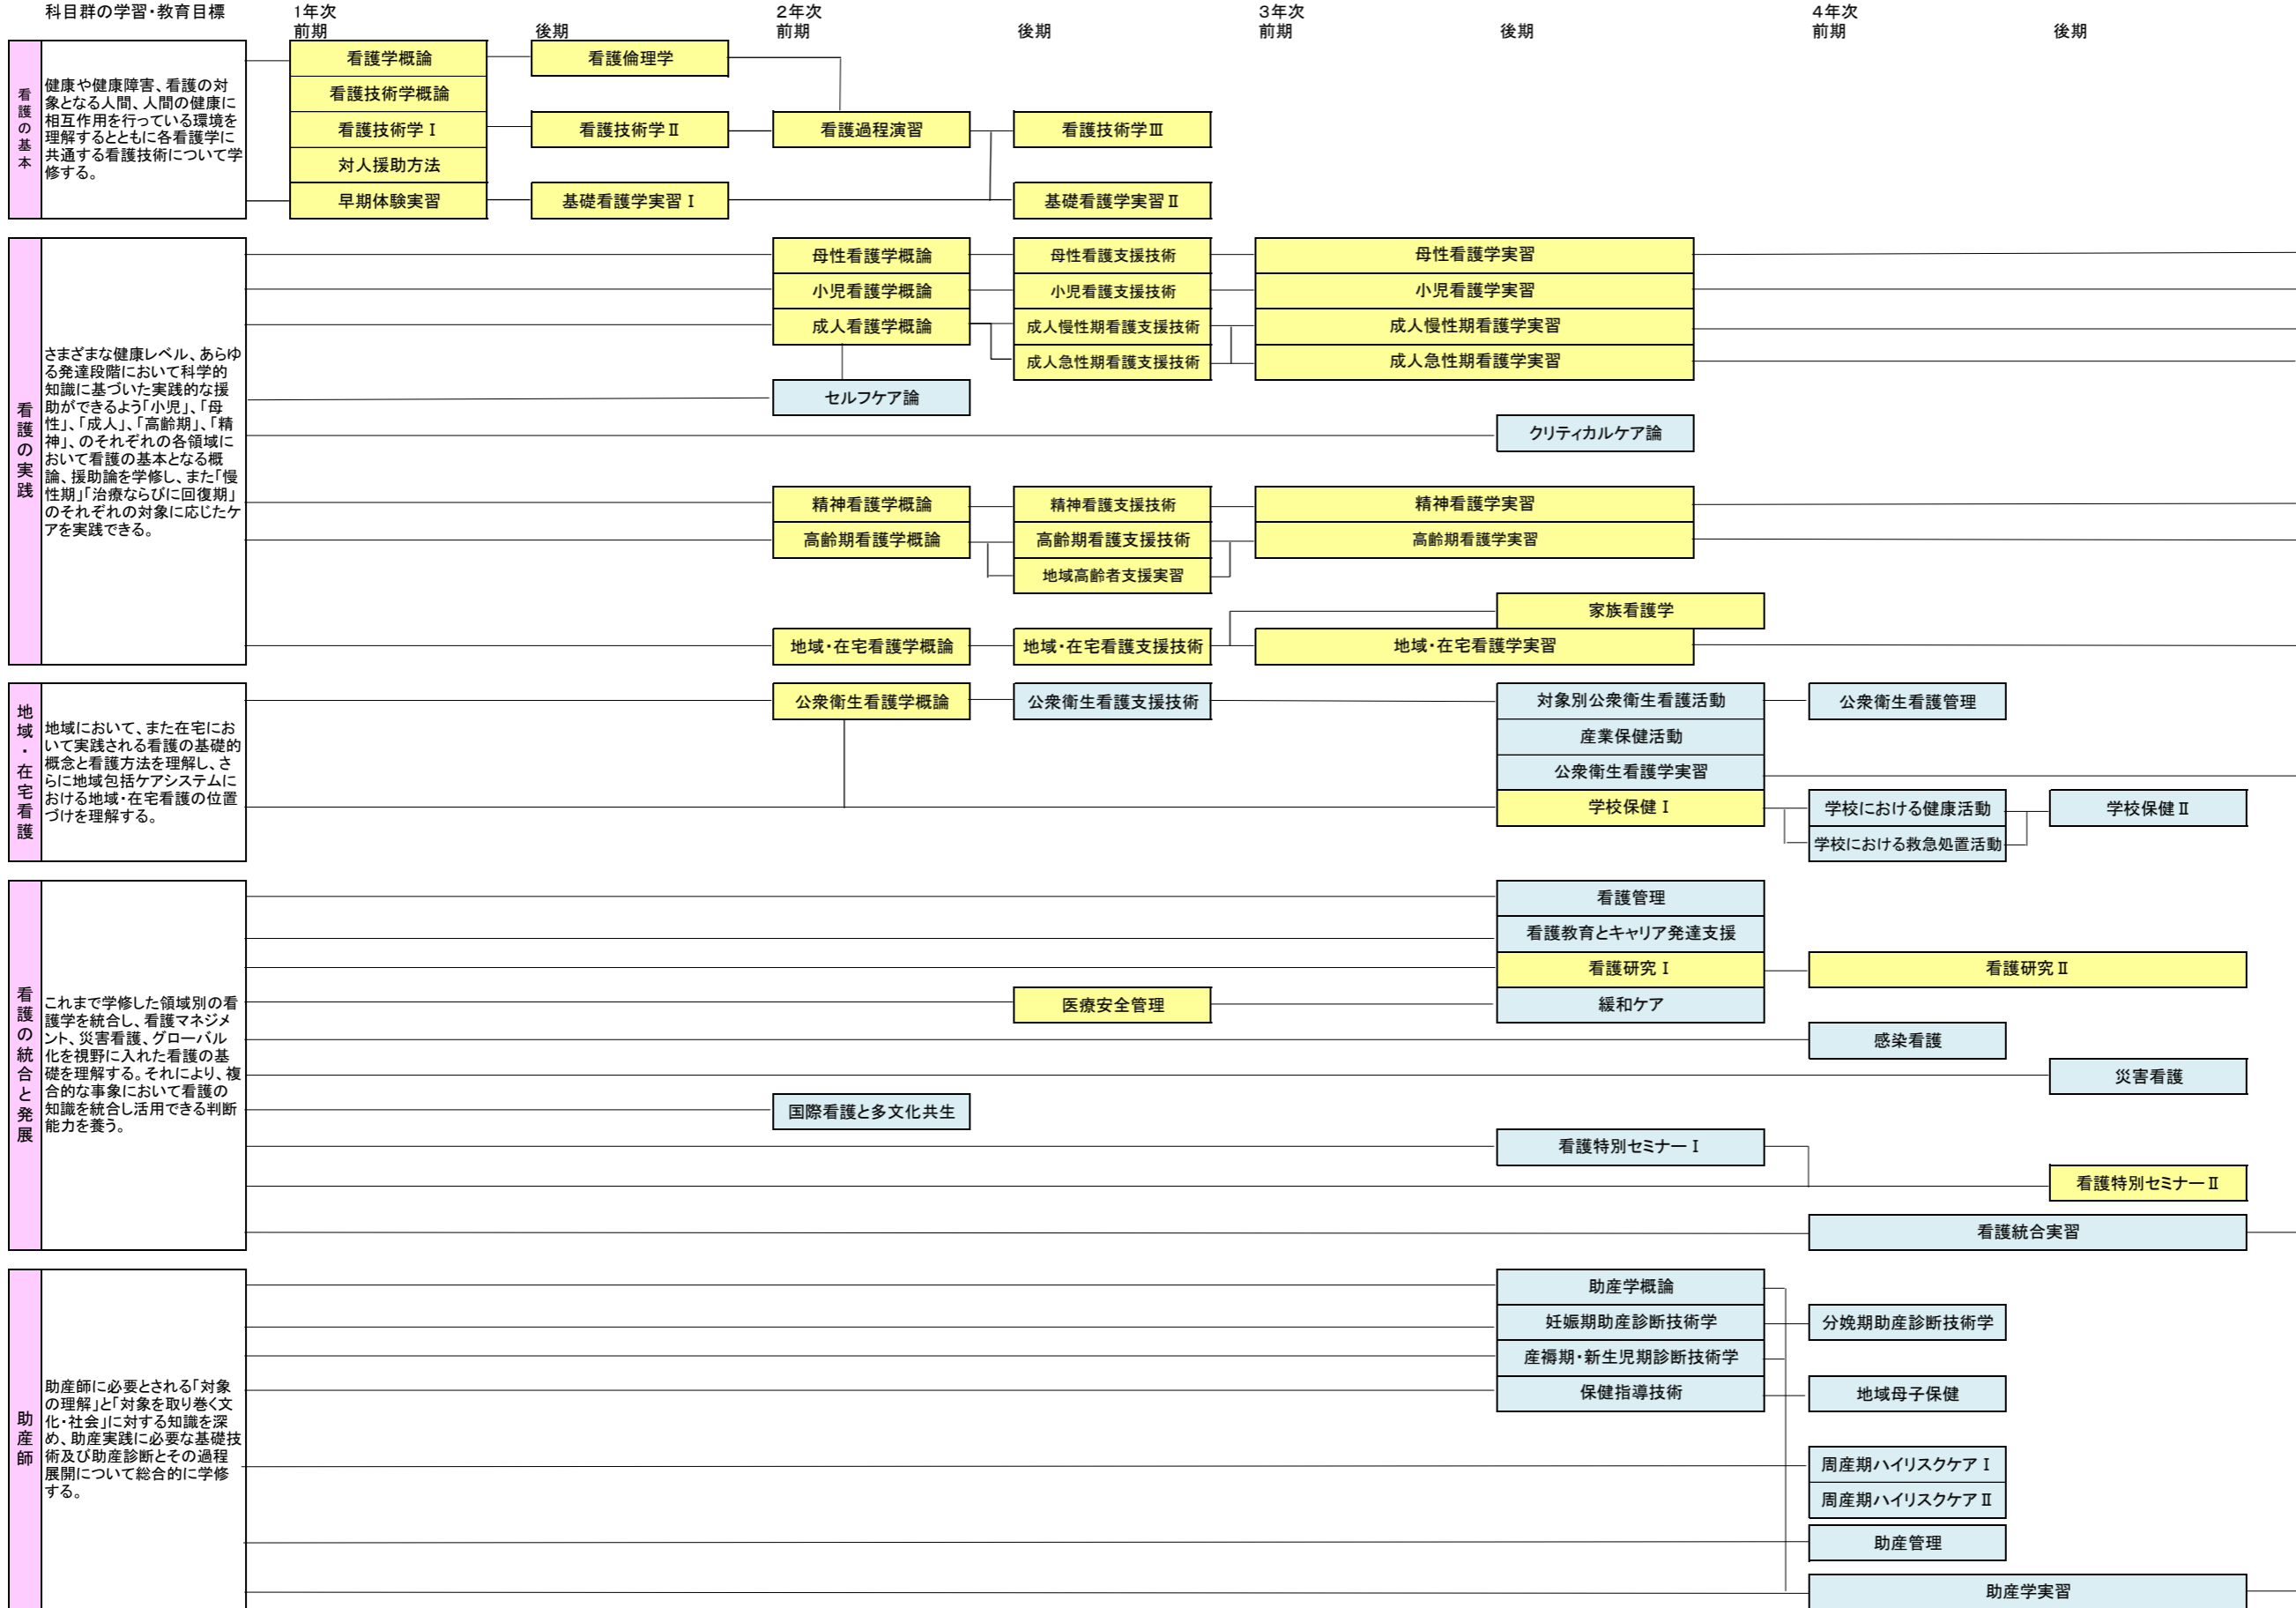 科目群の学習・教育目標
1年次
2年次
3年次
4年次
前期
後期
前期
後期
前期
後期
前期
後期
看護の基本
健康や健康障害、看護の対
象となる人間、人間の健康に
相互作用を行っている環境を
理解するとともに各看護学に
共通する看護技術について学
修する。
看護学概論
看護倫理学
看護技術学概論
看護技術学Ⅰ
看護技術学Ⅱ
看護過程演習
看護技術学Ⅲ
対人援助方法
早期体験実習
基礎看護学実習Ⅰ
基礎看護学実習Ⅱ
看護の実践
さまざまな健康レベル、あらゆ
る発達段階において科学的
知識に基づいた実践的な援
助ができるよう「小児」、「母
性」、「成人」、「高齢期」、「精
神」、のそれぞれの各領域に
おいて看護の基本となる概
論、援助論を学修し、また「慢
性期」「治療ならびに回復期」
のそれぞれの対象に応じたケ
アを実践できる。
母性看護学概論
母性看護支援技術
母性看護学実習
小児看護学概論
小児看護支援技術
小児看護学実習
成人看護学概論
成人慢性期看護支援技術
成人慢性期看護学実習
成人急性期看護支援技術
成人急性期看護学実習
セルフケア論
クリティカルケア論
精神看護学概論
精神看護支援技術
精神看護学実習
高齢期看護学概論
高齢期看護支援技術
高齢期看護学実習
地域高齢者支援実習
家族看護学
地域・在宅看護学概論
地域・在宅看護支援技術
地域・在宅看護学実習
地域・在宅看護
地域において、また在宅にお
いて実践される看護の基礎的
概念と看護方法を理解し、さ
らに地域包括ケアシステムに
おける地域・在宅看護の位置
づけを理解する。
公衆衛生看護学概論
公衆衛生看護支援技術
対象別公衆衛生看護活動
公衆衛生看護管理
産業保健活動
公衆衛生看護学実習
学校保健Ⅰ
学校における健康活動
学校保健Ⅱ
学校における救急処置活動
看護の統合と発展
これまで学修した領域別の看
護学を統合し、看護マネジメ
ント、災害看護、グローバル
化を視野に入れた看護の基
礎を理解する。それにより、複
合的な事象において看護の
知識を統合し活用できる判断
能力を養う。
看護管理
看護教育とキャリア発達支援
看護研究Ⅰ
看護研究Ⅱ
医療安全管理
緩和ケア
感染看護
災害看護
国際看護と多文化共生
看護特別セミナーⅠ
看護特別セミナーⅡ
看護統合実習
助産師
助産師に必要とされる「対象
の理解」と「対象を取り巻く文
化・社会」に対する知識を深
め、助産実践に必要な基礎技
術及び助産診断とその過程
展開について総合的に学修
する。
助産学概論
妊娠期助産診断技術学
分娩期助産診断技術学
産褥期・新生児期診断技術学
保健指導技術
地域母子保健
周産期ハイリスクケアⅠ
周産期ハイリスクケアⅡ
助産管理
助産学実習